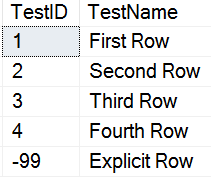 TestID TestName
1 First Row
2 Second Row
3 Third Row
4 Fourth Row
-99 Explicit Row